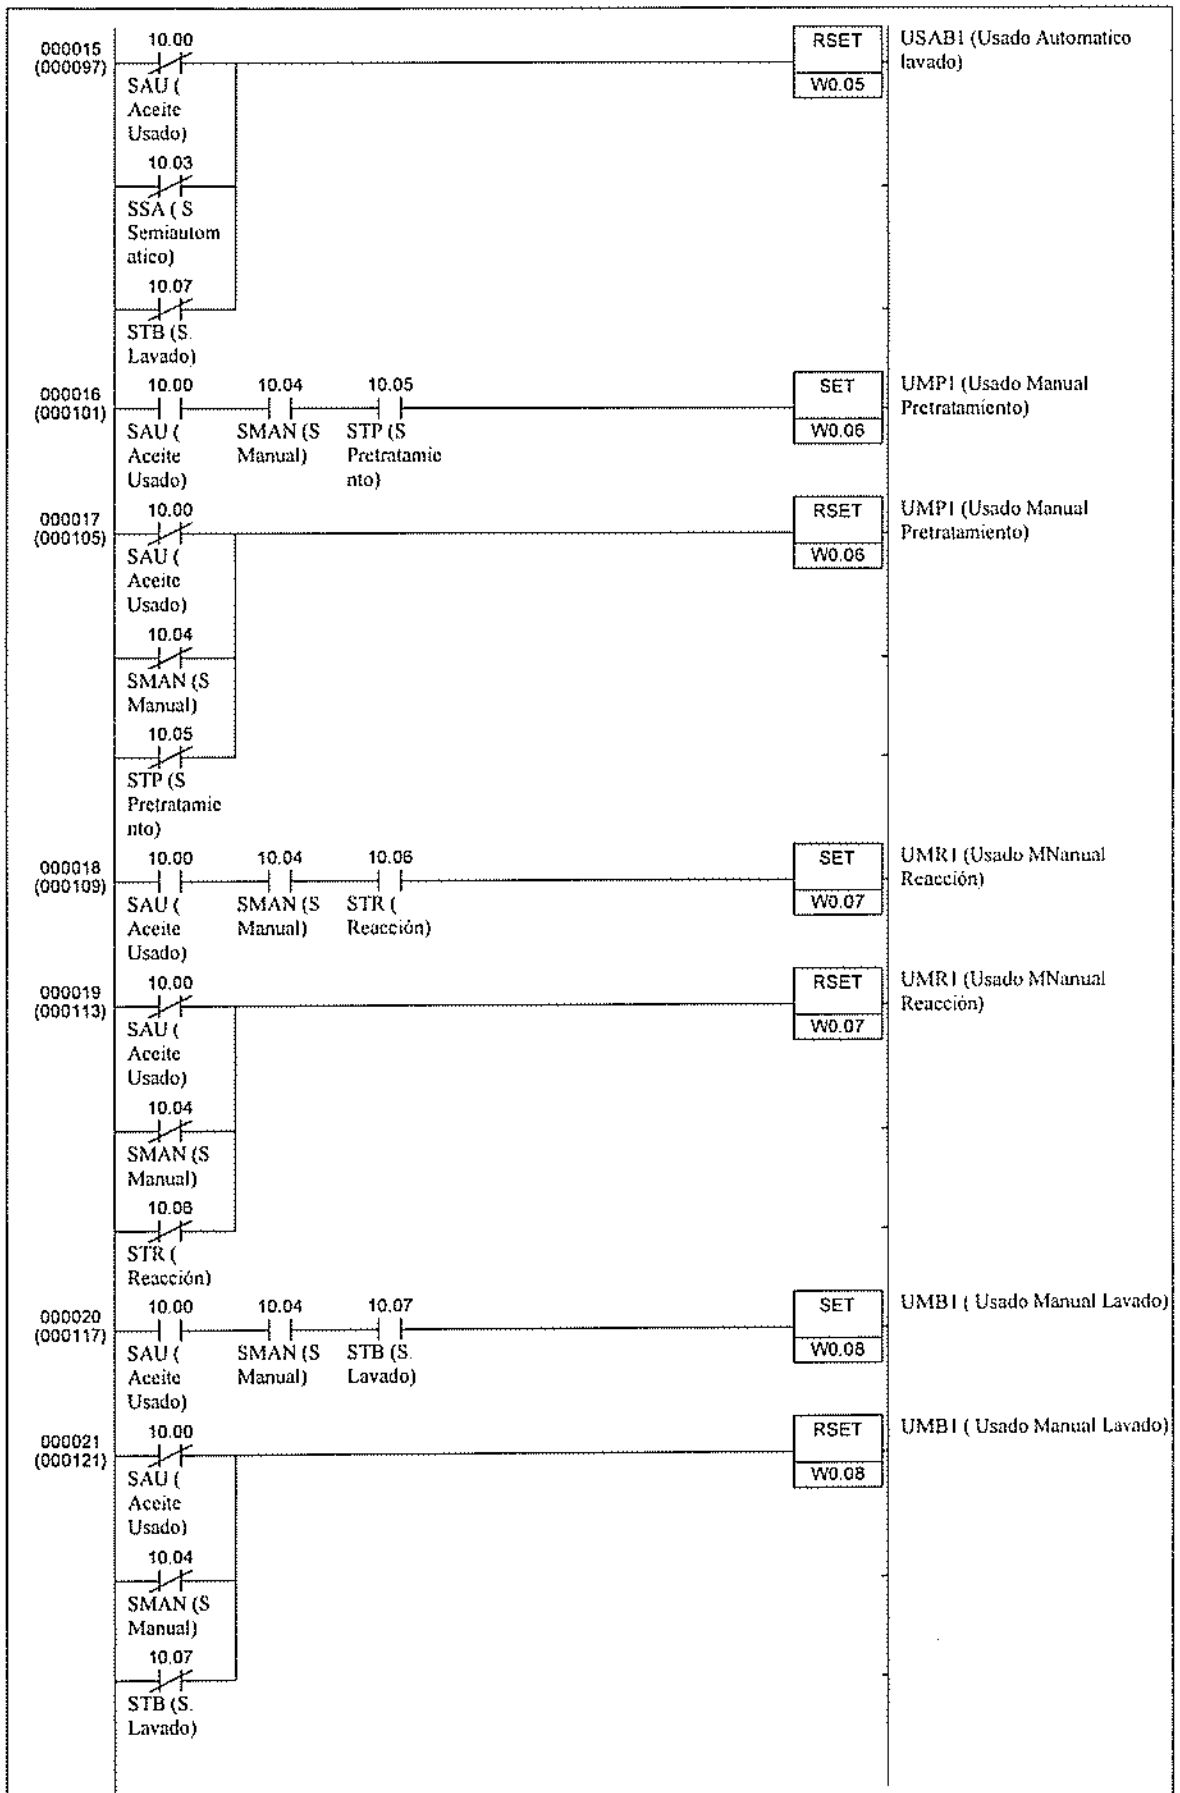 000015
(000097)
10.00
SAU (
Aceite
Usado)
RSET
W0.05
USAB1 (Usado Automatico
lavado)
10.03
SSA ( S
Semiautom
atico)
10.07
STB (S.
Lavado)
000016
(000101)
10.00
SAU (
Aceite
Usado)
10.04
SMAN (S
Manual)
10.05
STP (S
Pretratamie
nto)
SET
W0.06
UMP1 (Usado Manual
Pretratamiento)
000017
(000105)
10.00
SAU (
Aceite
Usado)
RSET
W0.06
UMP1 (Usado Manual
Pretratamiento)
10.04
SMAN (S
Manual)
10.05
STP (S
Pretratamie
nto)
000018
(000109)
10.00
SAU (
Aceite
Usado)
10.04
SMAN (S
Manual)
10.06
STR (
Reacción)
SET
W0.07
UMR1 (Usado MNanual
Reacción)
000019
(000113)
10.00
SAU (
Aceite
Usado)
RSET
W0.07
UMR1 (Usado MNanual
Reacción)
10.04
SMAN (S
Manual)
10.06
STR (
Reacción)
000020
(000117)
10.00
SAU (
Aceite
Usado)
10.04
SMAN (S
Manual)
10.07
STB (S.
Lavado)
SET
W0.08
UMB1 ( Usado Manual Lavado)
000021
(000121)
10.00
SAU (
Aceite
Usado)
RSET
W0.08
UMB1 ( Usado Manual Lavado)
10.04
SMAN (S
Manual)
10.07
STB (S.
Lavado)